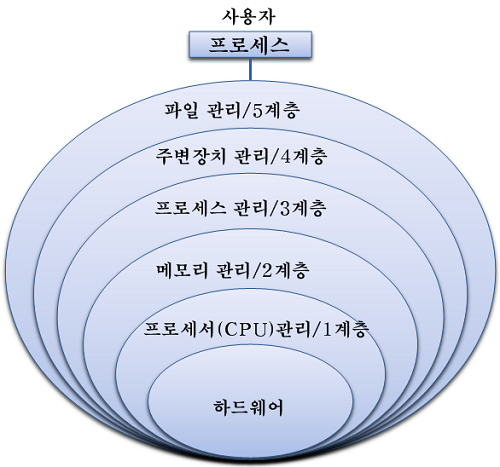 사용자
프로세스
파일 관리/5계층
주변장치 관리/4계층
프로세스 관리/3계층
메모리 관리/2계층
프로세서(CPU)관리/1계층
하드웨어